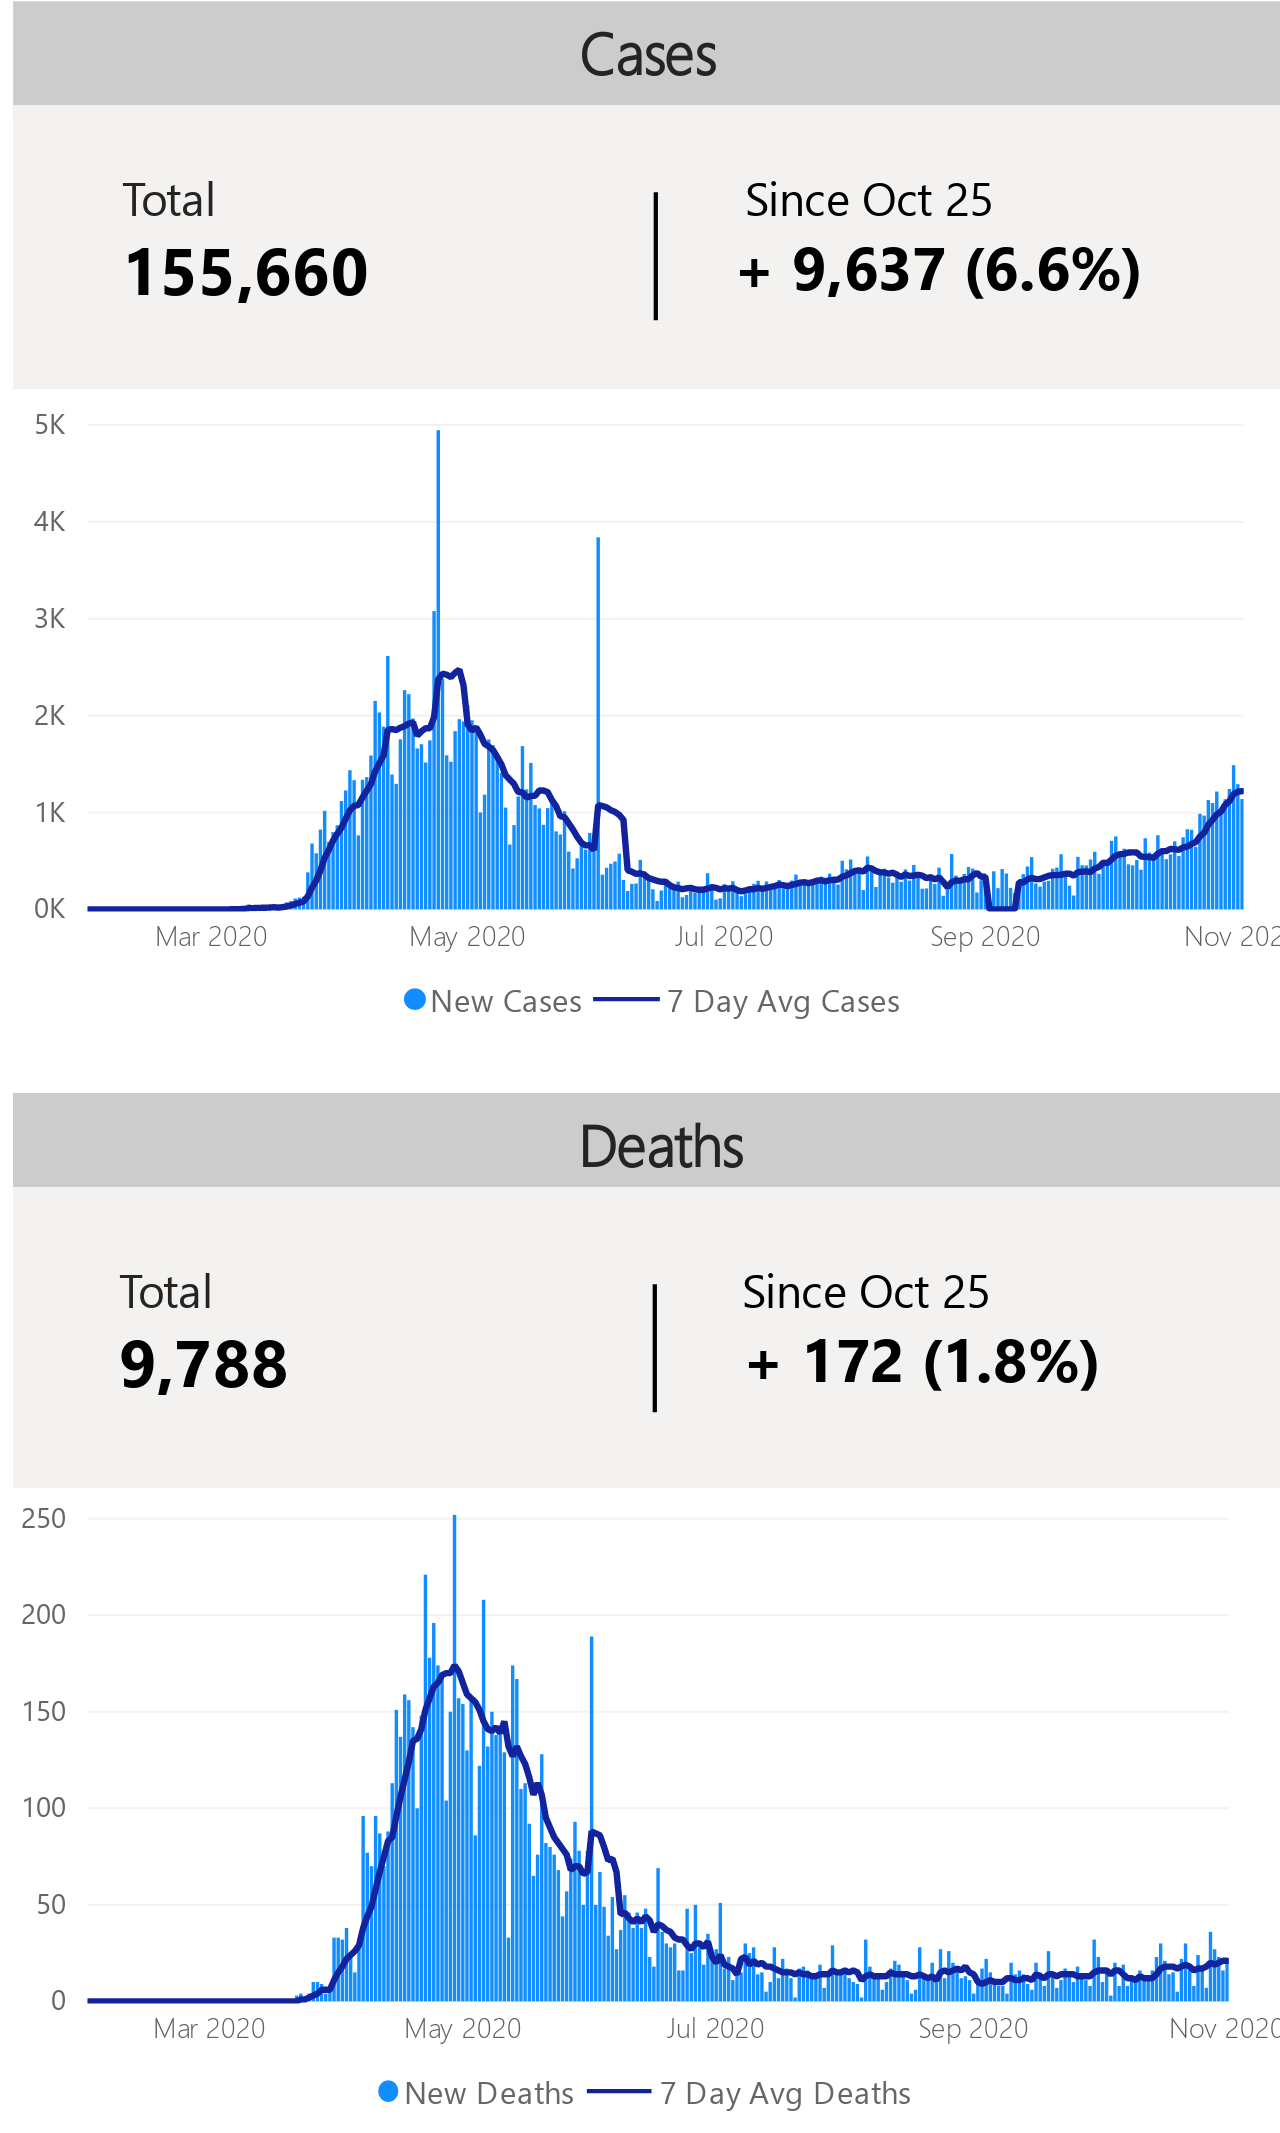 Cases
Total
Since Oct 25
155,660
+ 9,637 (6.6%)
5K
4K
3K
2K
1K
0K
Mar 2020 May 2020 Jul 2020 Sep 2020 Nov 202
New Cases 7 Day Avg Cases
Deaths
Total
Since Oct 25
9,788
+ 172 (1.8%)
250
200
150
100
50
0
Mar 2020 May 2020 Jul 2020 Sep 2020 Nov 2020
New Deaths 7 Day Avg Deaths